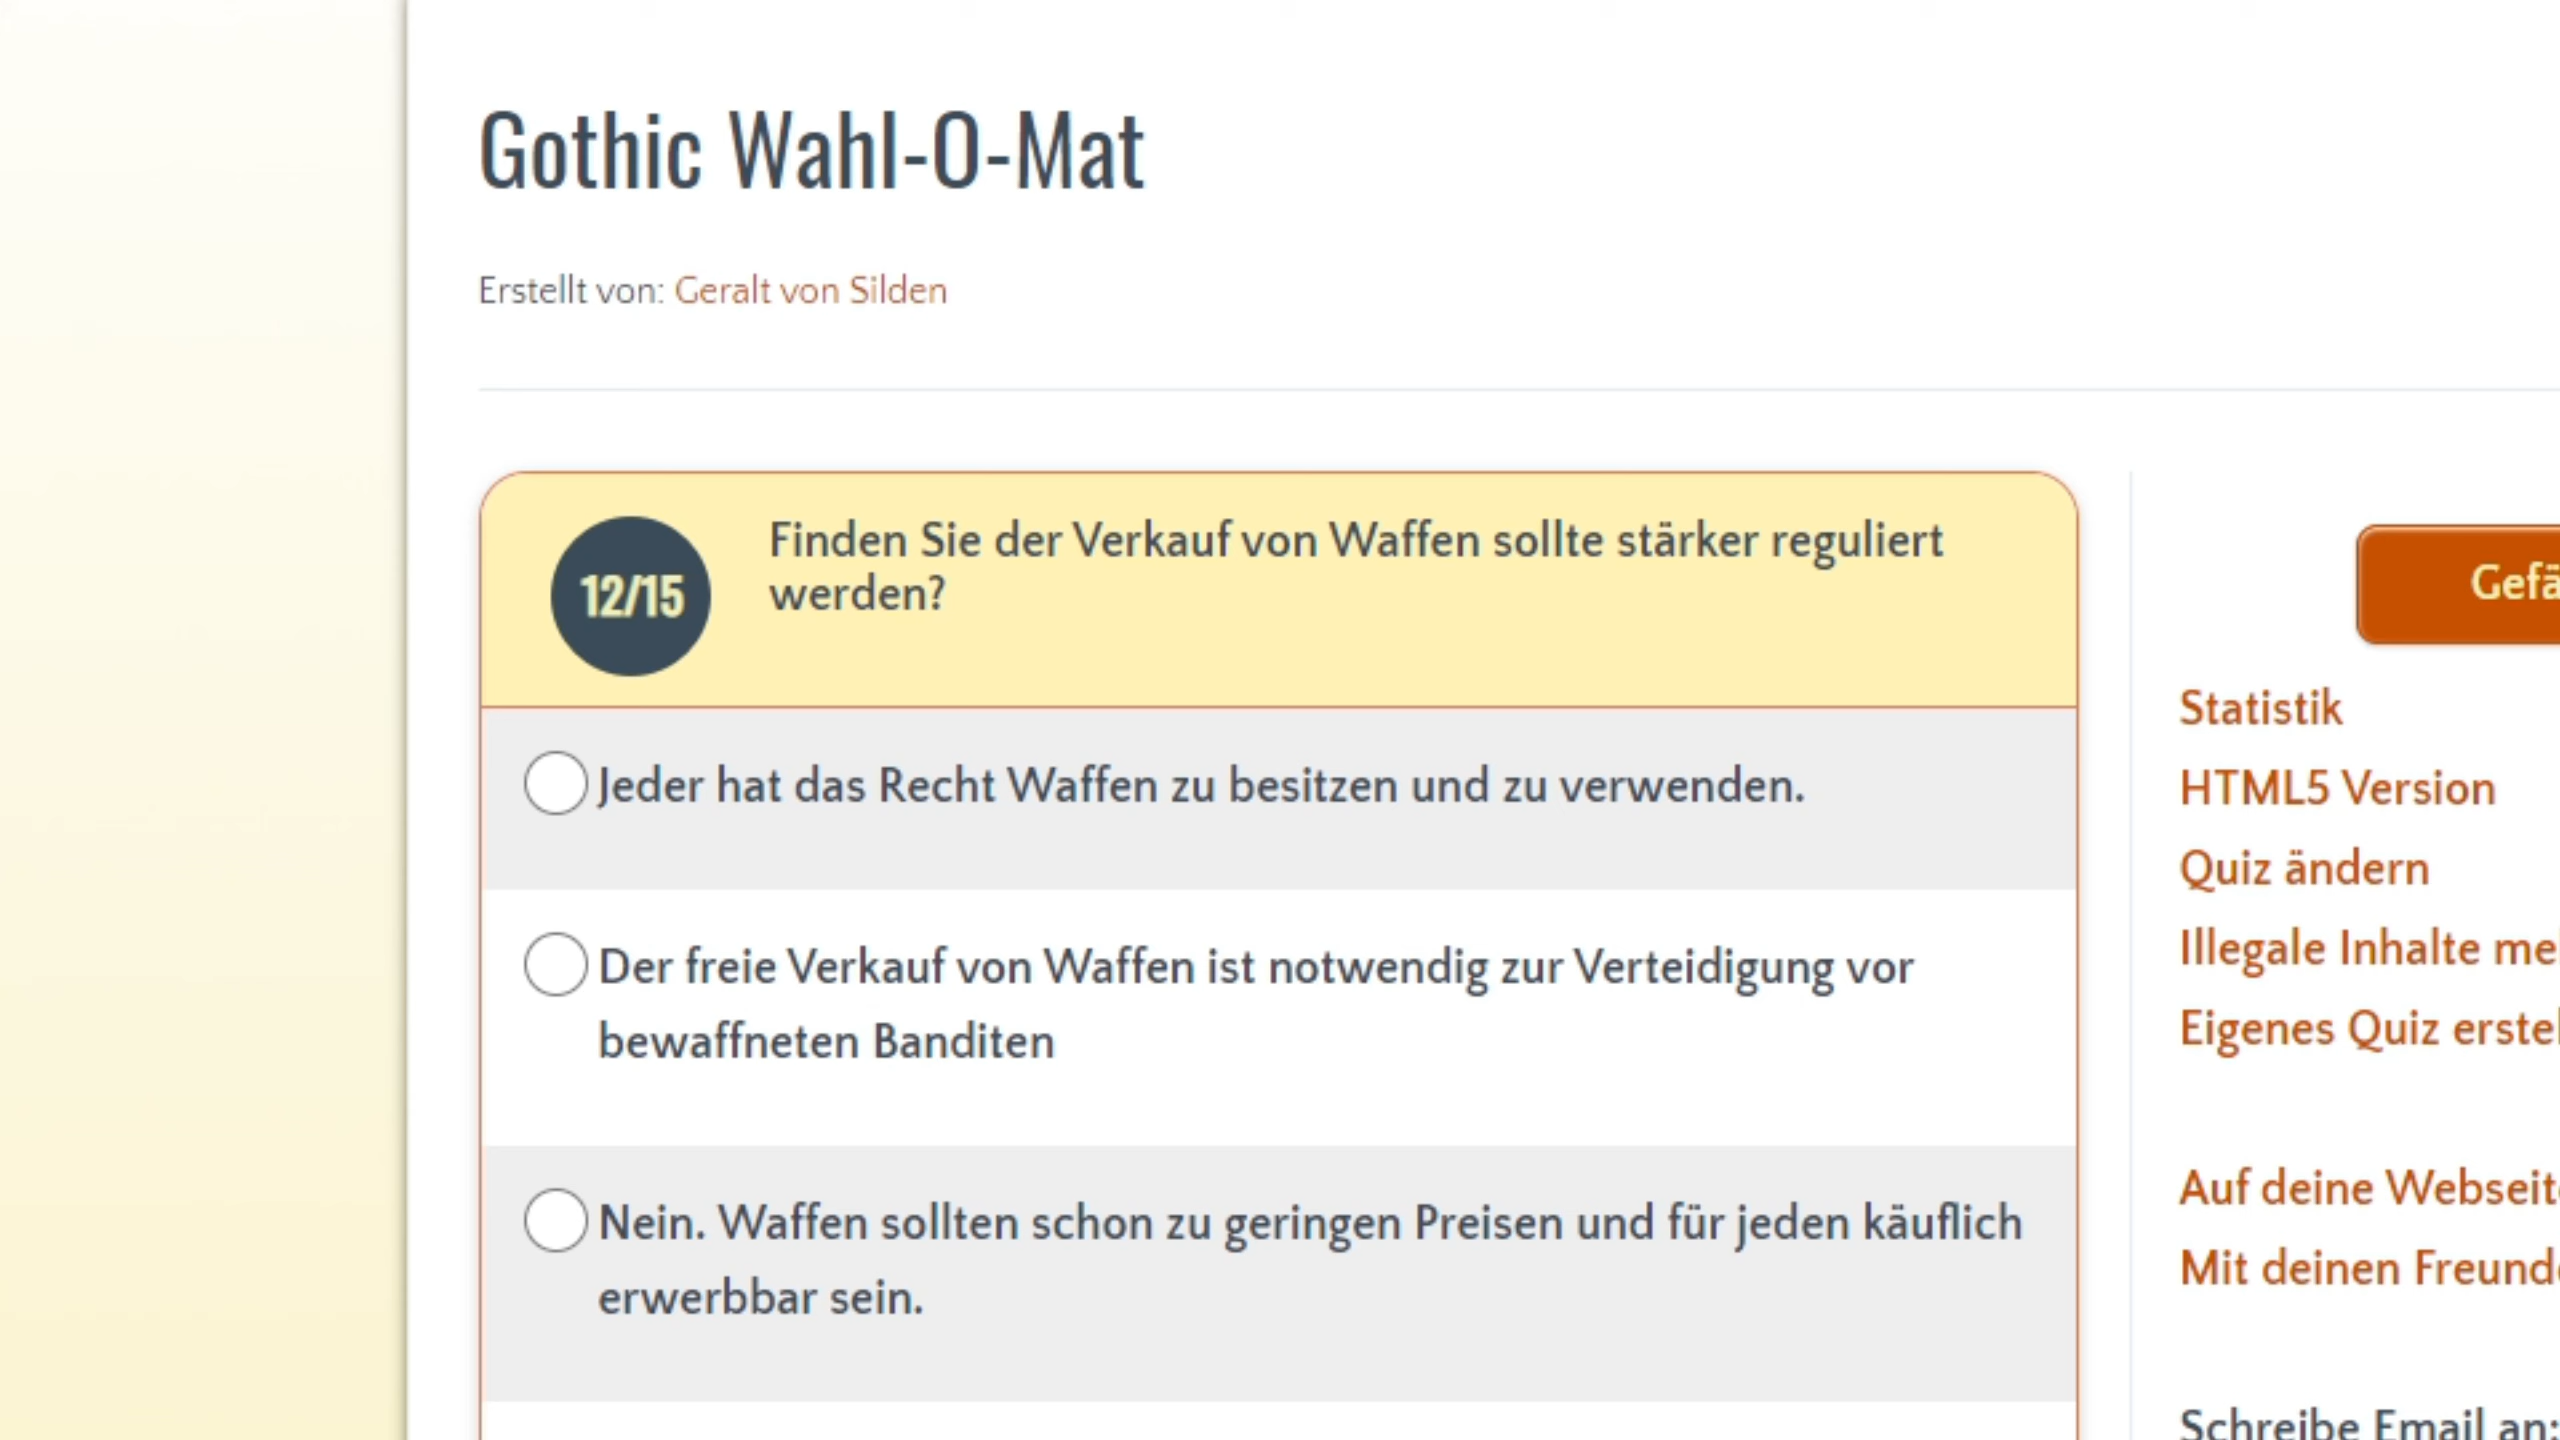 Gothic Wahl-O-Mat
Erstellt von: Geralt von Silden
12/15
Finden Sie der Verkauf von Waffen sollte stärker reguliert
werden?
Jeder hat das Recht Waffen zu besitzen und zu verwenden.
Der freie Verkauf von Waffen ist notwendig zur Verteidigung vor
bewaffneten Banditen
Nein. Waffen sollten schon zu geringen Preisen und für jeden käuflich
erwerbbar sein.
Statistik
HTML5 Version
Quiz ändern
Illegale Inhalte
Eigenes Quiz
Auf deine
Mit deinen
Schreibe Email an: